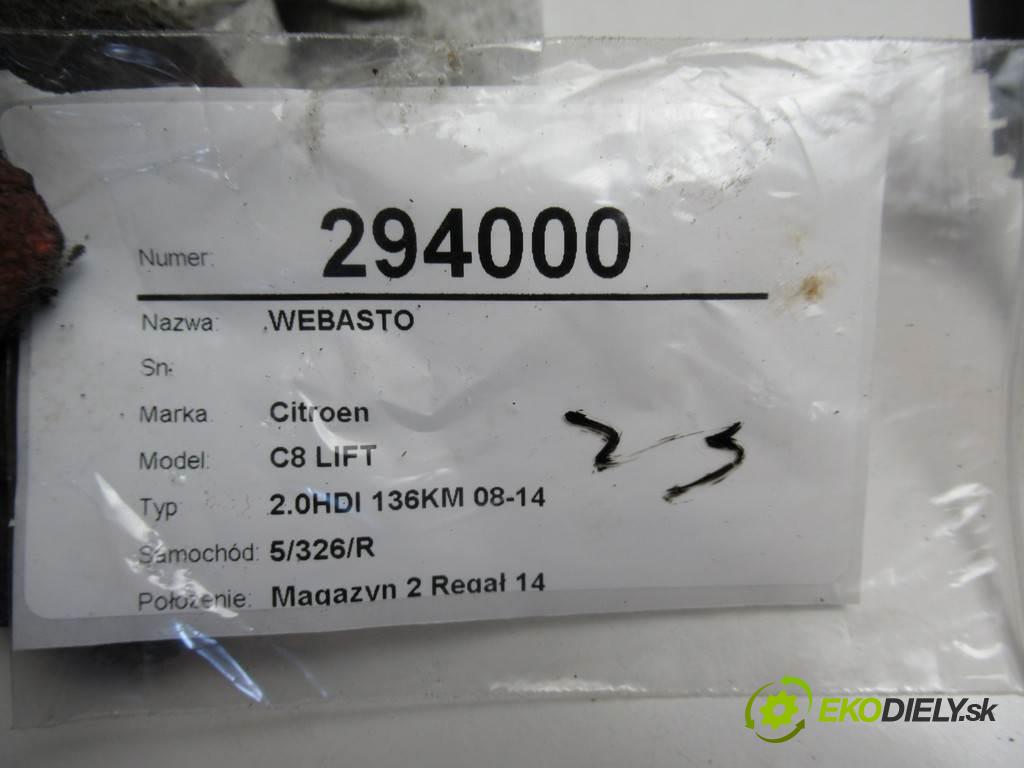 Numer: 294000
Nazwa: WEBASTO
Sn:
Marka: Citroen
Model: C8 LIFT
Typ 2.0HDI 136KM 08-14
Samochód: 5/326/R
Położenie: Magazyn 2 Regał 14
EKODIELY.sk